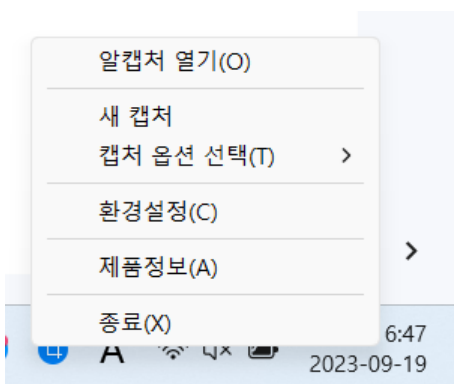 알캡처 열기(O)
새 캡처
캡처 옵션 선택(T)
환경설정(C)
제품정보(A)
종료(X)
A
6:47
2023-09-19